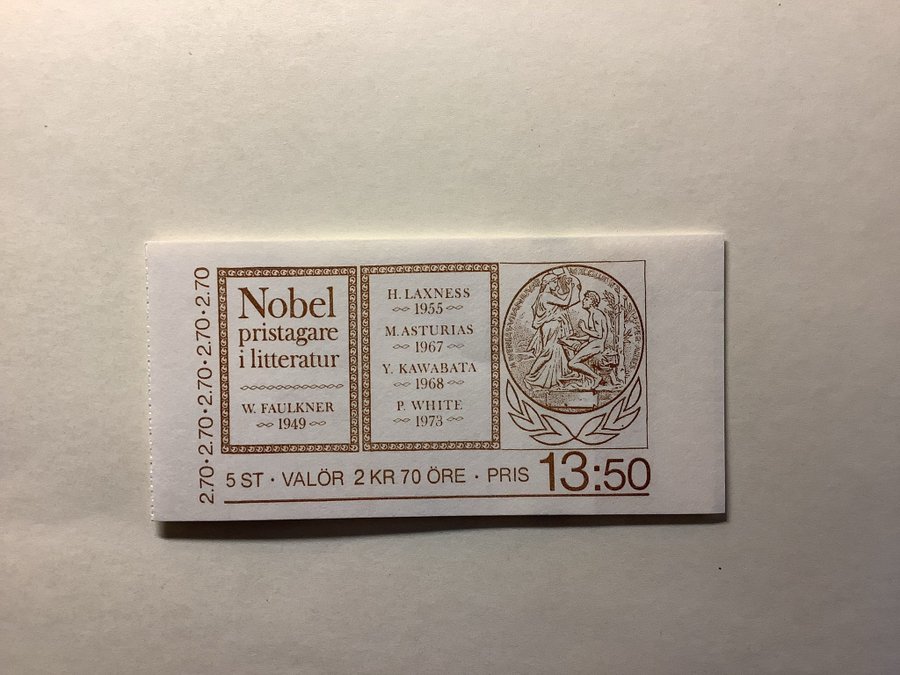 2.70·2.70·2.70·2.70·2.70
Nobel
pristagare
i litteratur
W. FAULKNER
1949
H. LAXNESS
1955
M. ASTURIAS
1967
Y. KAWABATA
1968
P. WHITE
1973
5 ST · VALÖR 2 KR 70 ÖRE · PRIS 13:50